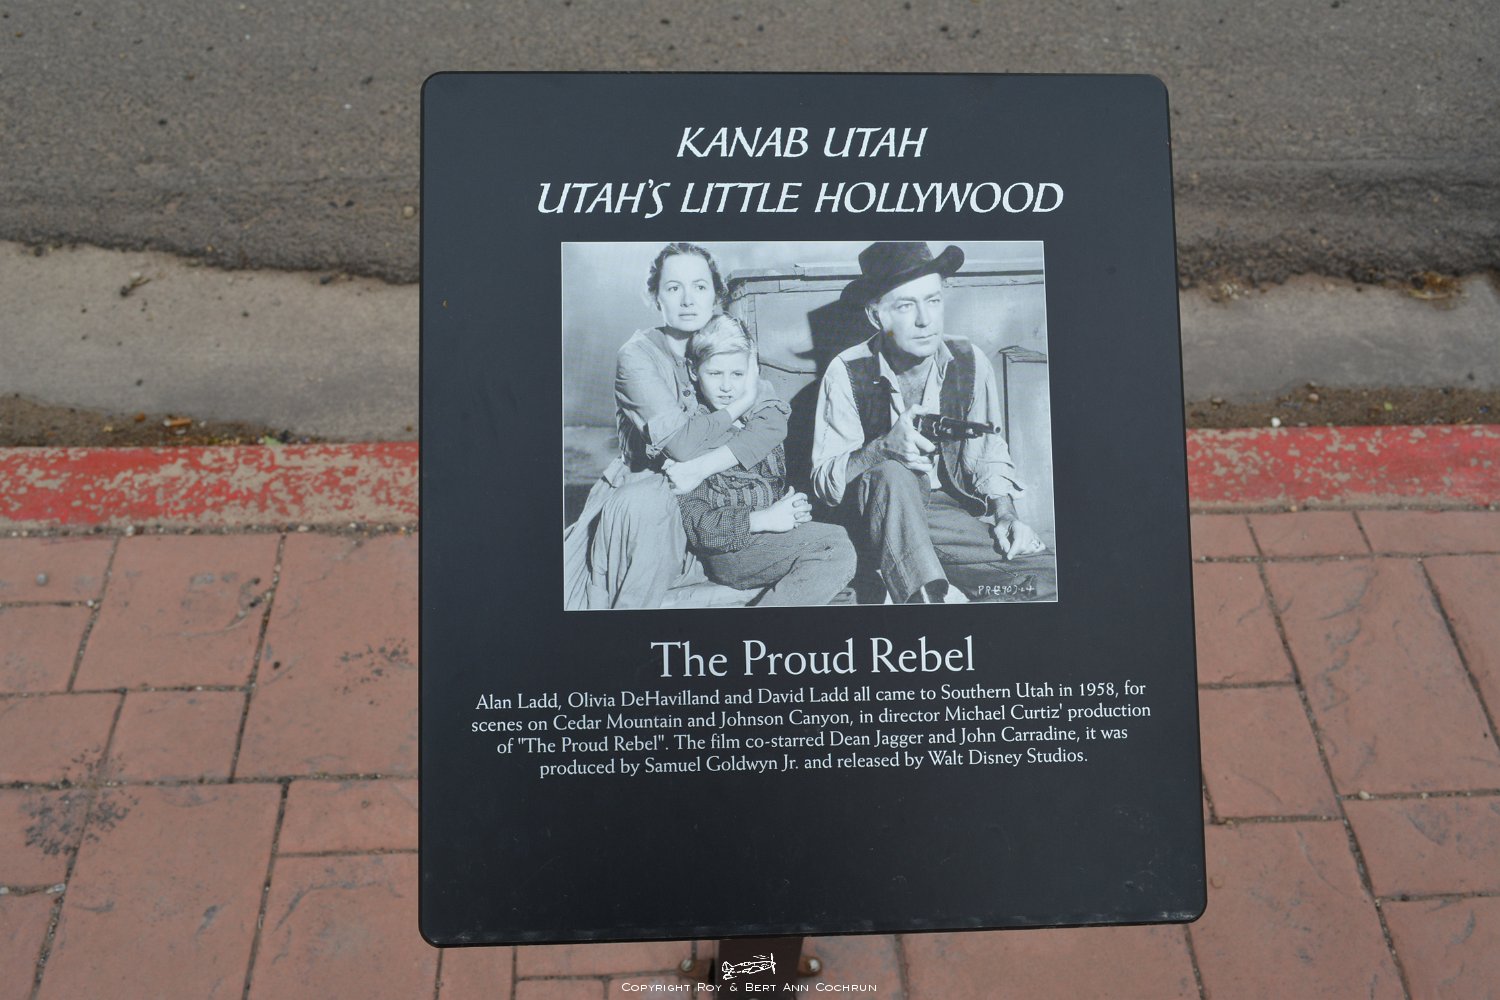 KANAB UTAH
UTAH'S LITTLE HOLLYWOOD
The Proud Rebel
Alan Ladd, Olivia DeHavilland and David Ladd all came to Southern Utah in 1958, for
scenes on Cedar Mountain and Johnson Canyon, in director Michael Curtiz' production
of "The Proud Rebel". The film co-starred Dean Jagger and John Carradine, it was
produced by Samuel Goldwyn Jr. and released by Walt Disney Studios.
Copyright Roy & Bert Ann Cochrun